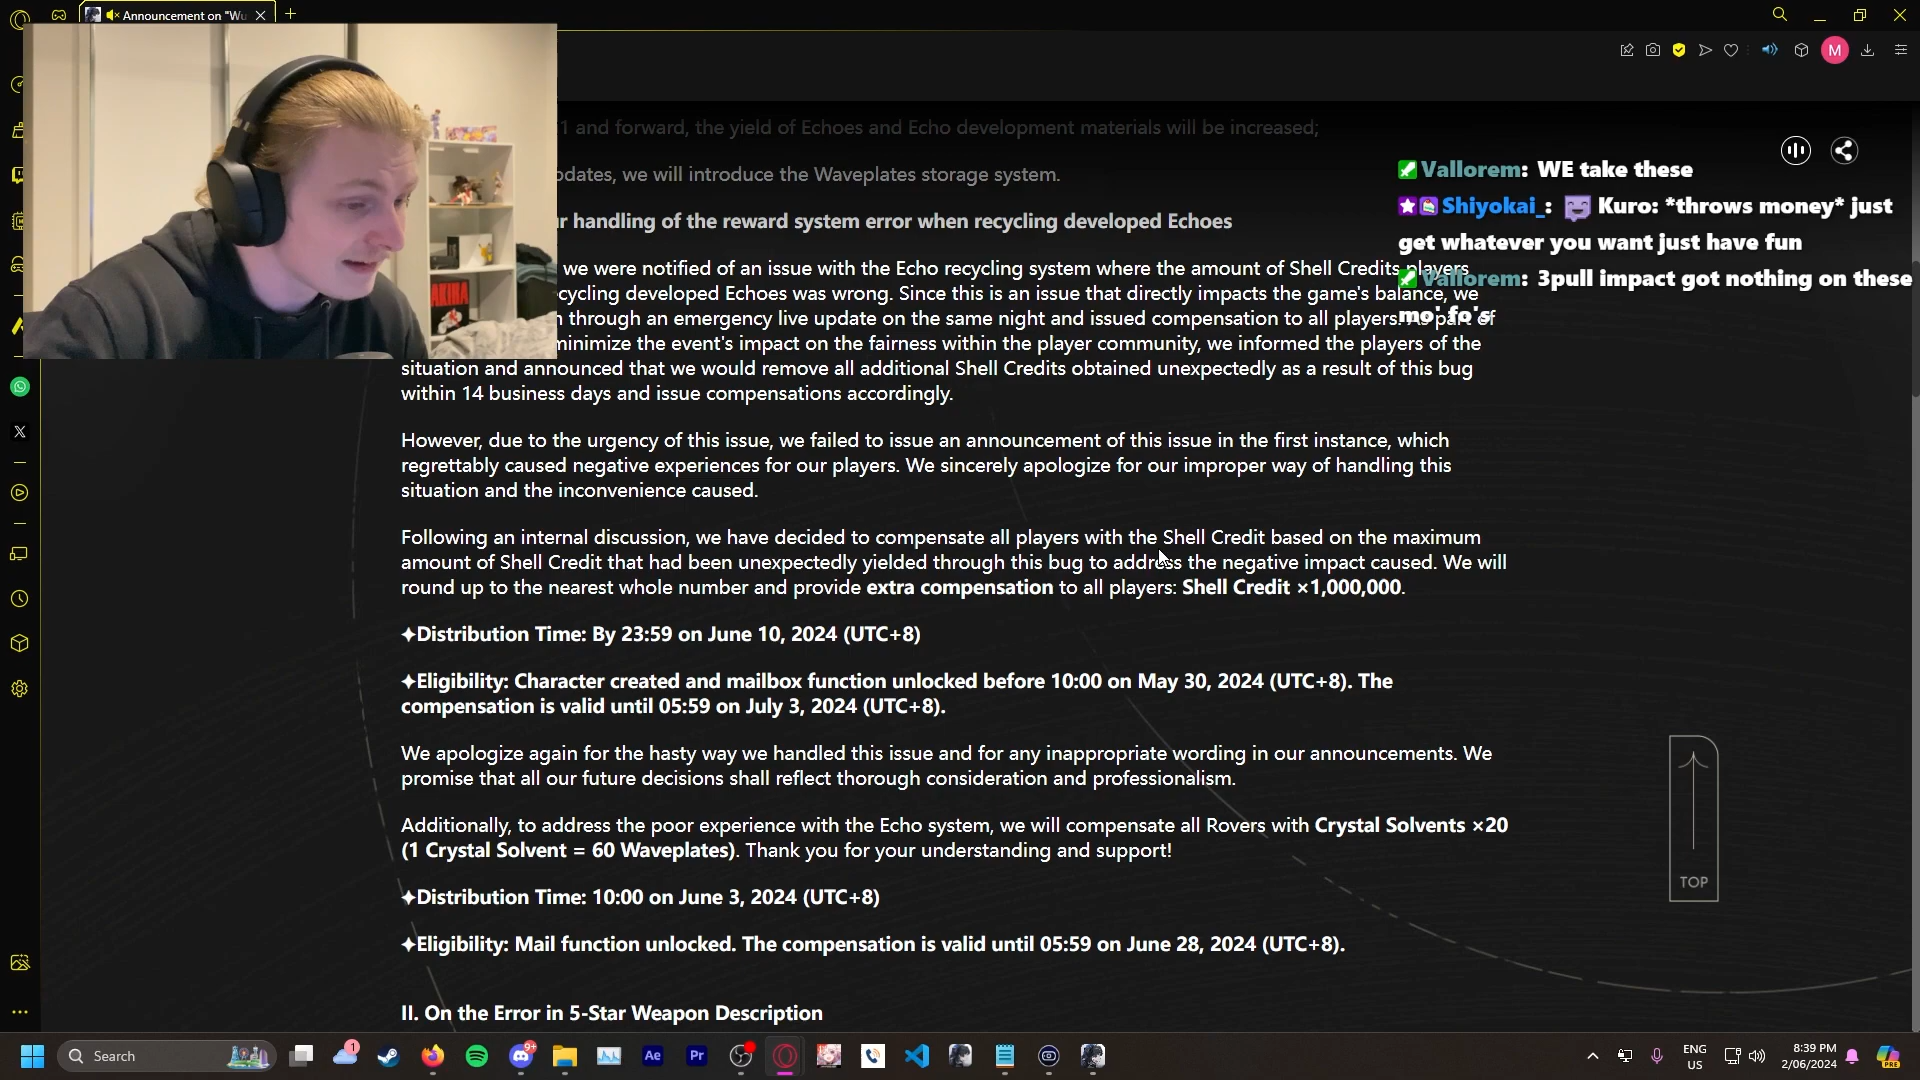 Announcement on "Wu
M
1 and forward, the yield of Echoes and Echo development materials will be increased;
pdates, we will introduce the Waveplates storage system.
r handling of the reward system error when recycling developed Echoes
we were notified of an issue with the Echo recycling system where the amount of Shell Credits players
cycling developed Echoes was wrong. Since this is an issue that directly impacts the game's balance, we
through an emergency live update on the same night and issued compensation to all players. As part of
minimize the event's impact on the fairness within the player community, we informed the players of the
situation and announced that we would remove all additional Shell Credits obtained unexpectedly as a result of this bug
within 14 business days and issue compensations accordingly.
However, due to the urgency of this issue, we failed to issue an announcement of this issue in the first instance, which
regrettably caused negative experiences for our players. We sincerely apologize for our improper way of handling this
situation and the inconvenience caused.
Following an internal discussion, we have decided to compensate all players with the Shell Credit based on the maximum
amount of Shell Credit that had been unexpectedly yielded through this bug to address the negative impact caused. We will
round up to the nearest whole number and provide extra compensation to all players: Shell Credit ×1,000,000.
✦Distribution Time: By 23:59 on June 10, 2024 (UTC+8)
✦Eligibility: Character created and mailbox function unlocked before 10:00 on May 30, 2024 (UTC+8). The
compensation is valid until 05:59 on July 3, 2024 (UTC+8).
We apologize again for the hasty way we handled this issue and for any inappropriate wording in our announcements. We
promise that all our future decisions shall reflect thorough consideration and professionalism.
Additionally, to address the poor experience with the Echo system, we will compensate all Rovers with Crystal Solvents ×20
(1 Crystal Solvent = 60 Waveplates). Thank you for your understanding and support!
✦Distribution Time: 10:00 on June 3, 2024 (UTC+8)
✦Eligibility: Mail function unlocked. The compensation is valid until 05:59 on June 28, 2024 (UTC+8).
II. On the Error in 5-Star Weapon Description
Vallorem: WE take these
Shiyokai_: Kuro: *throws money* just
get whatever you want just have fun
Vallorem: 3pull impact got nothing on these
mo' fo's
TOP
AKIHA
Search
1
9+
Ae
Pr
ENG
US
8:39 PM
2/06/2024
PRE